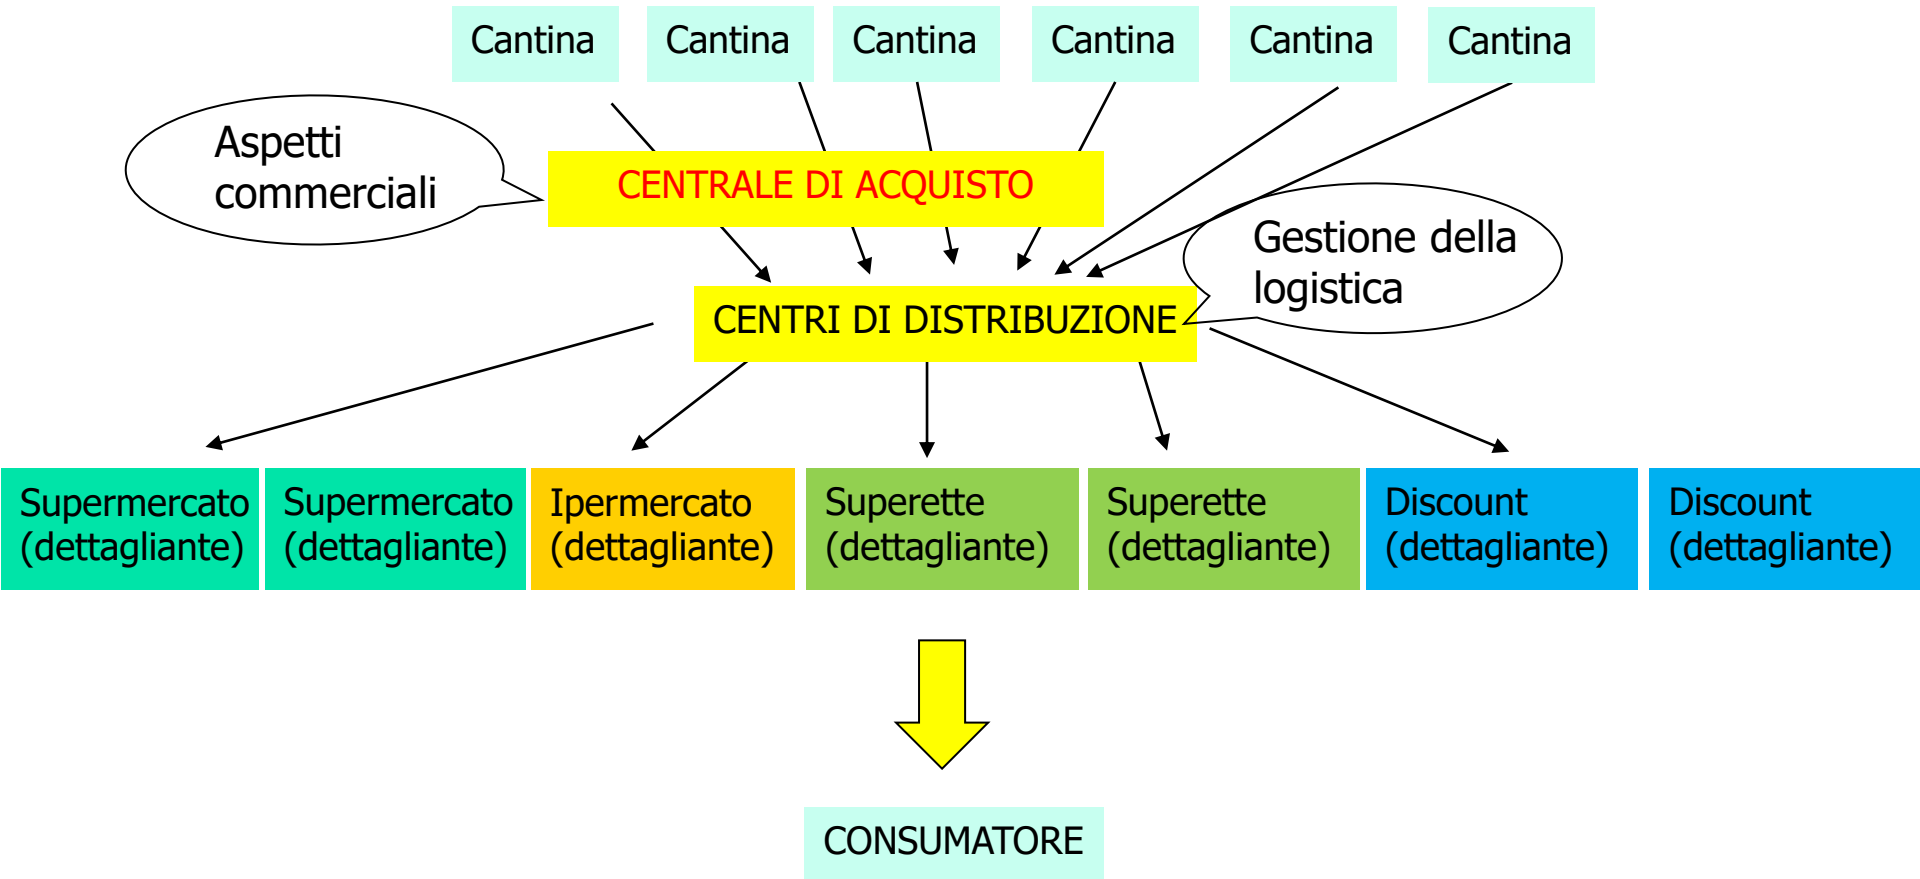 Cantina
Cantina
Cantina
Cantina
Cantina
Cantina
Aspetti
commerciali
CENTRALE DI ACQUISTO
Gestione della
logistica
CENTRI DI DISTRIBUZIONE
Supermercato
(dettagliante)
Supermercato
(dettagliante)
Ipermercato
(dettagliante)
Superette
(dettagliante)
Superette
(dettagliante)
Discount
(dettagliante)
Discount
(dettagliante)
CONSUMATORE